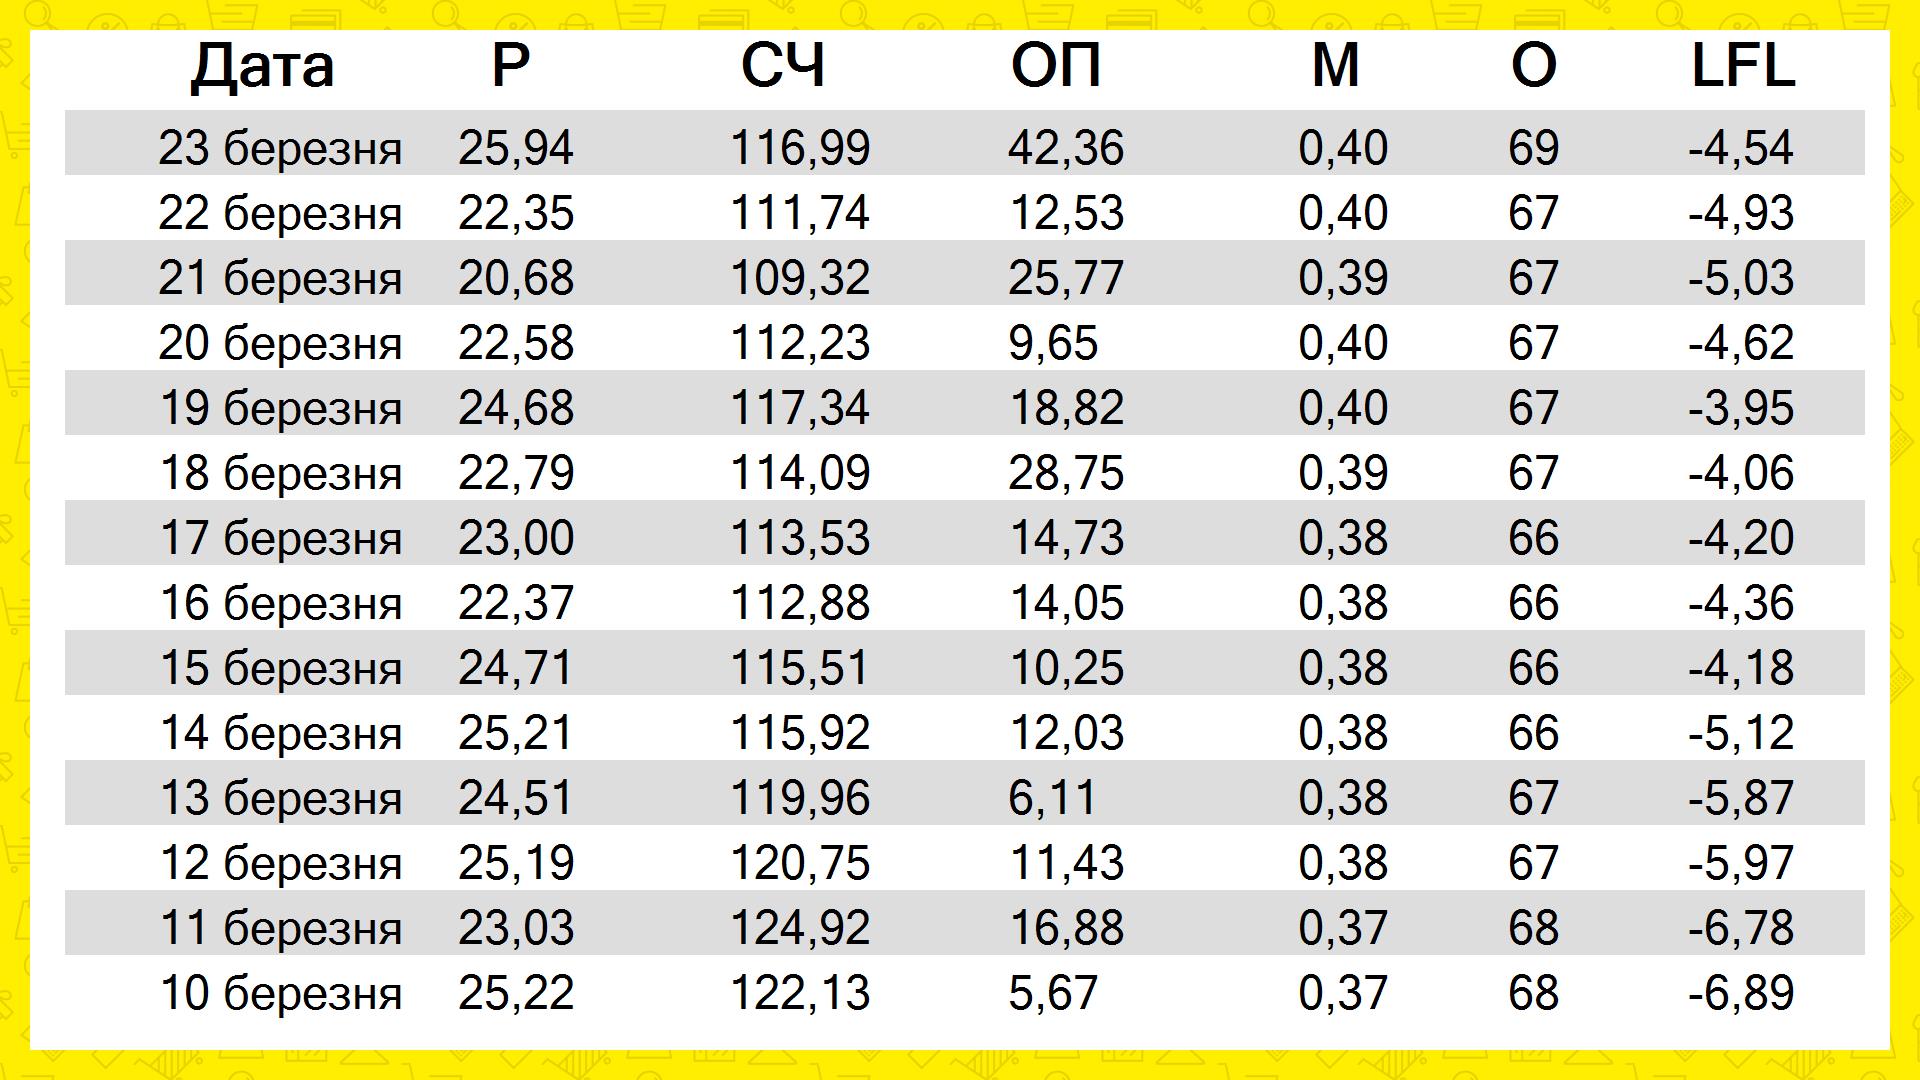 Дата Р СЧ ОП М О LFL
23 березня 25,94 116,99 42,36 0,40 69 -4,54
22 березня 22,35 111,74 12,53 0,40 67 -4,93
21 березня 20,68 109,32 25,77 0,39 67 -5,03
20 березня 22,58 112,23 9,65 0,40 67 -4,62
19 березня 24,68 117,34 18,82 0,40 67 -3,95
18 березня 22,79 114,09 28,75 0,39 67 -4,06
17 березня 23,00 113,53 14,73 0,38 66 -4,20
16 березня 22,37 112,88 14,05 0,38 66 -4,36
15 березня 24,71 115,51 10,25 0,38 66 -4,18
14 березня 25,21 115,92 12,03 0,38 66 -5,12
13 березня 24,51 119,96 6,11 0,38 67 -5,87
12 березня 25,19 120,75 11,43 0,38 67 -5,97
11 березня 23,03 124,92 16,88 0,37 68 -6,78
10 березня 25,22 122,13 5,67 0,37 68 -6,89